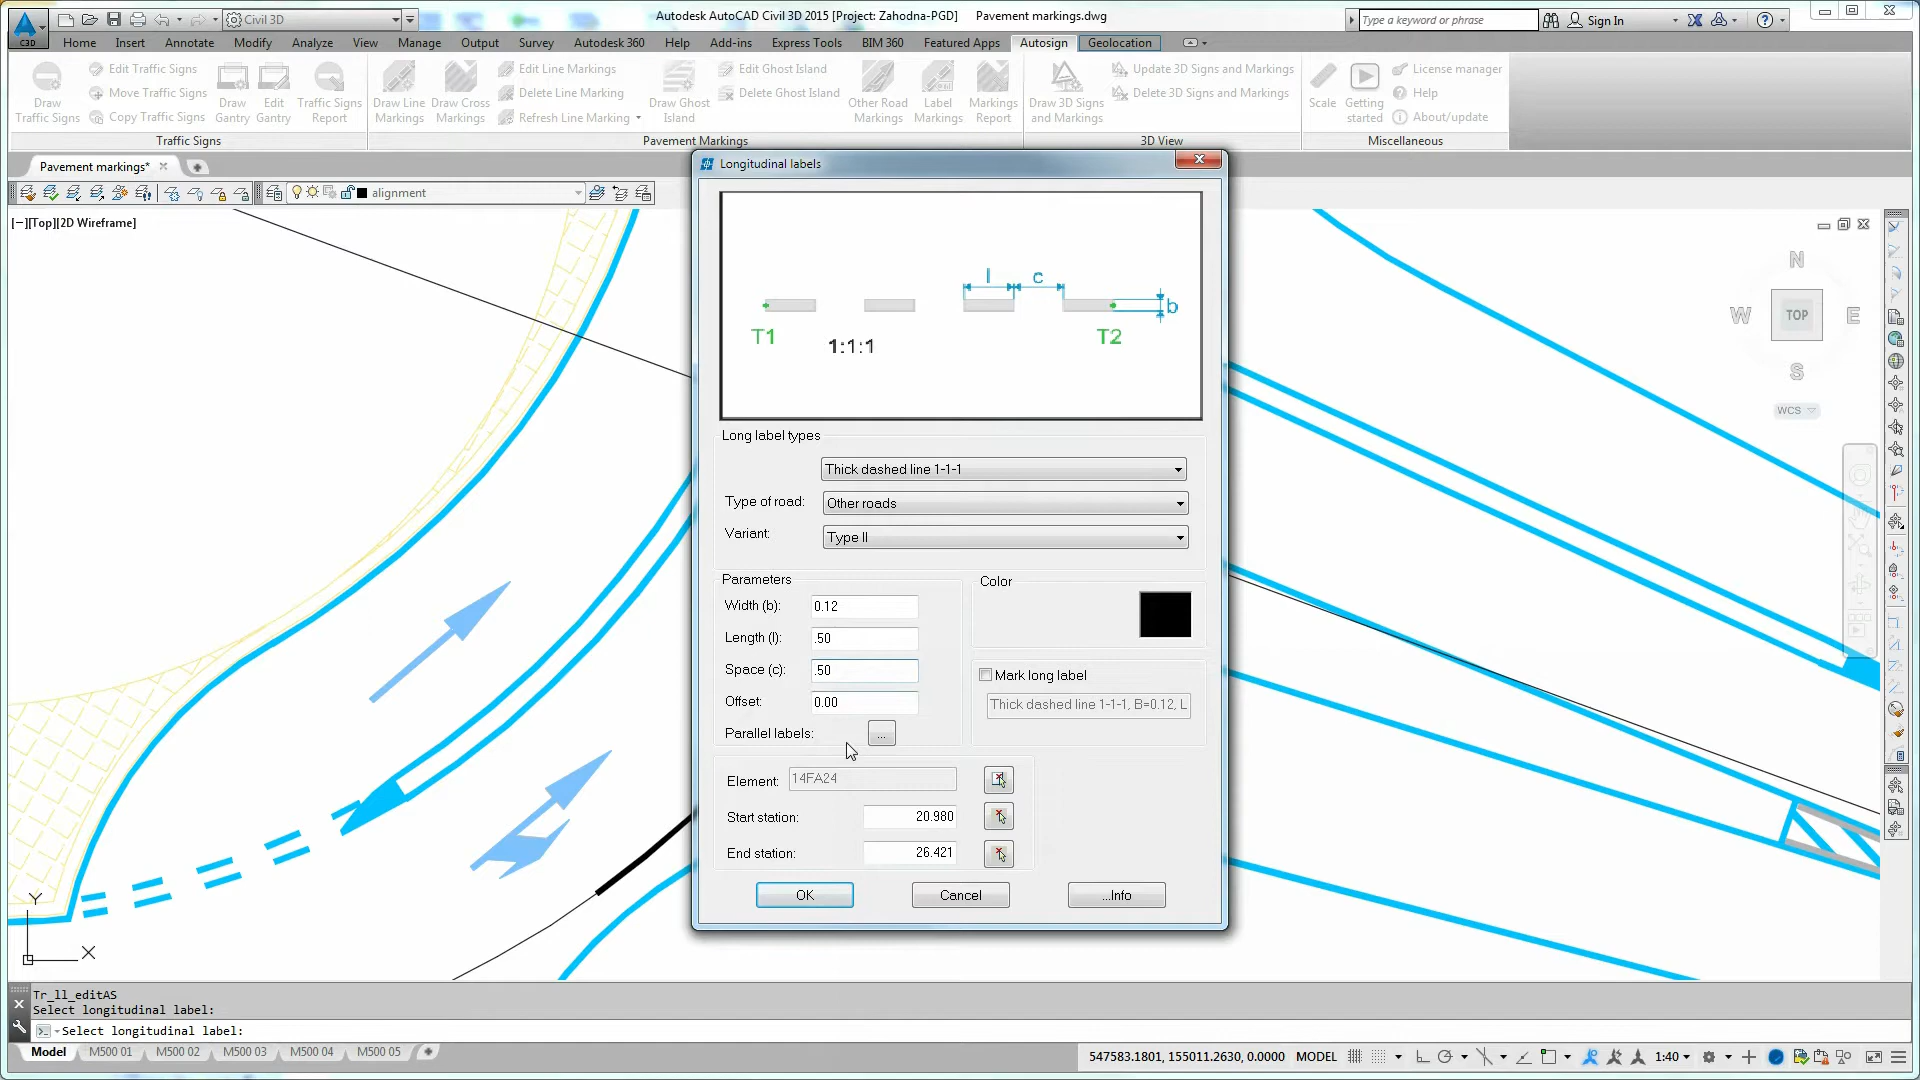 Civil 3D
Autodesk AutoCAD Civil 3D 2015 [Project: Zahodna-PGD] Pavement markings.dwg
Type a keyword or phrase
Sign In
C3D
Home Insert Annotate Modify Analyze View Manage Output Survey Autodesk 360 Help Add-ins Express Tools BIM 360 Featured Apps Autosign Geolocation
Draw Traffic Signs
Edit Traffic Signs
Move Traffic Signs
Copy Traffic Signs
Draw Gantry
Edit Gantry
Traffic Signs Report
Draw Line Markings
Draw Cross Markings
Edit Line Markings
Delete Line Marking
Refresh Line Marking
Draw Ghost Island
Edit Ghost Island
Delete Ghost Island
Other Road Markings
Label Markings
Markings Report
Draw 3D Signs and Markings
Update 3D Signs and Markings
Delete 3D Signs and Markings
Scale
Getting started
License manager
Help
About/update
Traffic Signs
Pavement Markings
3D View
Miscellaneous
Pavement markings*
alignment
[−][Top][2D Wireframe]
Longitudinal labels
l c b
T1 1:1:1 T2
Long label types
Thick dashed line 1-1-1
Type of road: Other roads
Variant: Type II
Parameters
Width (b): 0.12
Length (l): .50
Space (c): .50
Offset: 0.00
Parallel labels: ...
Color
Mark long label
Thick dashed line 1-1-1, B=0.12, L
Element: 14FA24
Start station: 20.980
End station: 26.421
OK Cancel ...Info
N
W TOP E
S
WCS
Y
X
Tr_ll_editAS
Select longitudinal label:
Select longitudinal label:
Model M500 01 M500 02 M500 03 M500 04 M500 05
547583.1801, 155011.2630, 0.0000 MODEL 1:40